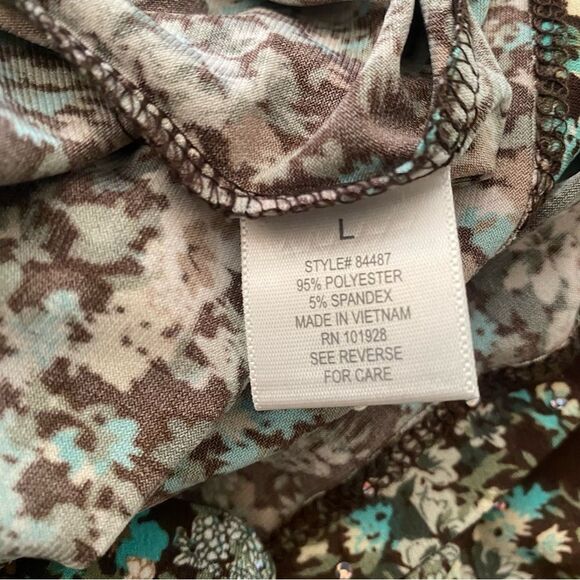 L
STYLE# 84487
95% POLYESTER
5% SPANDEX
MADE IN VIETNAM
RN 101928
SEE REVERSE
FOR CARE